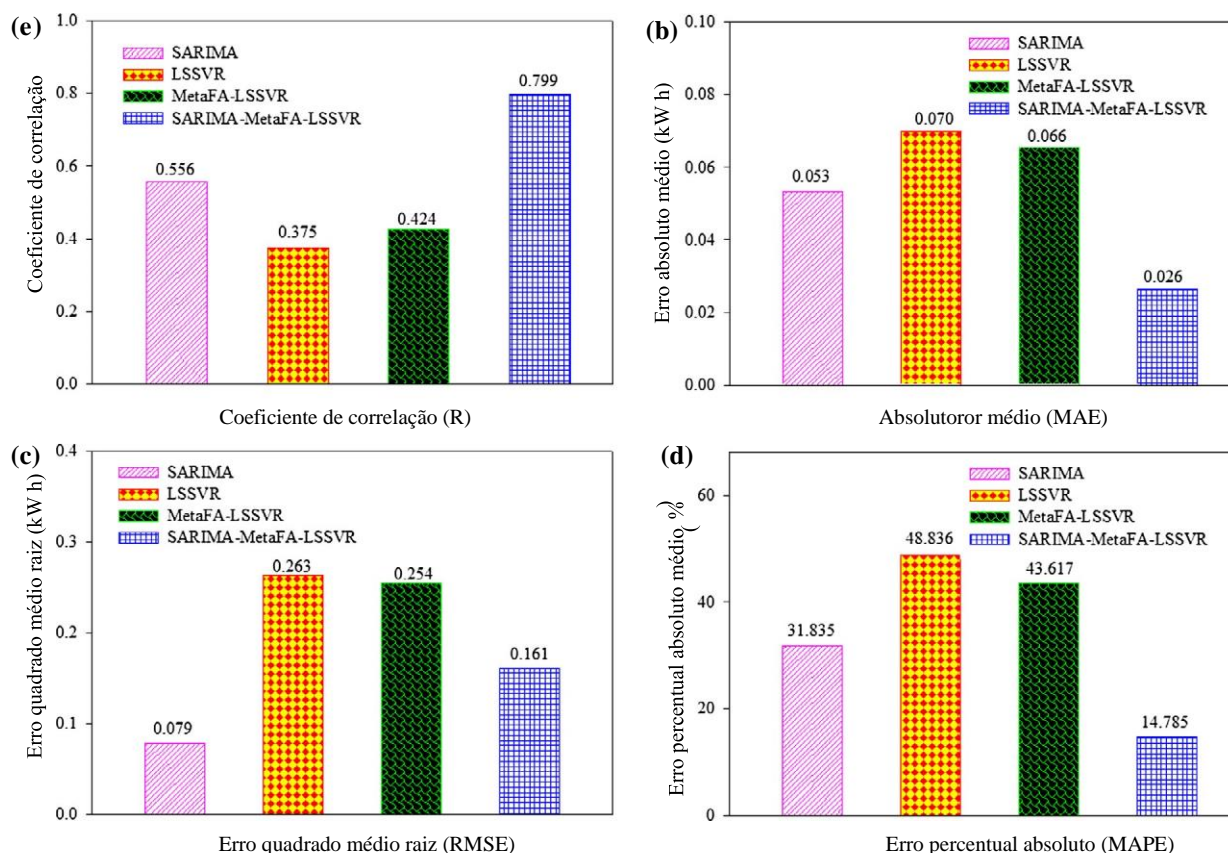 (e)
1.0
0.8
0.6
0.4
0.2
0.0
Coeficiente de correlação
SARIMA
LSSVR
MetaFA-LSSVR
SARIMA-MetaFA-LSSVR
0.556
0.375
0.424
0.799
Coeficiente de correlação (R)
(b)
0.10
0.08
0.06
0.04
0.02
0.00
Erro absoluto médio (kW h)
SARIMA
LSSVR
MetaFA-LSSVR
SARIMA-MetaFA-LSSVR
0.053
0.070
0.066
0.026
Absolutoror médio (MAE)
(c)
0.4
0.3
0.2
0.1
0.0
Erro quadrado médio raiz (kW h)
SARIMA
LSSVR
MetaFA-LSSVR
SARIMA-MetaFA-LSSVR
0.079
0.263
0.254
0.161
Erro quadrado médio raiz (RMSE)
(d)
60
40
20
0
Erro percentual absoluto médio( %)
SARIMA
LSSVR
MetaFA-LSSVR
SARIMA-MetaFA-LSSVR
31.835
48.836
43.617
14.785
Erro percentual absoluto (MAPE)